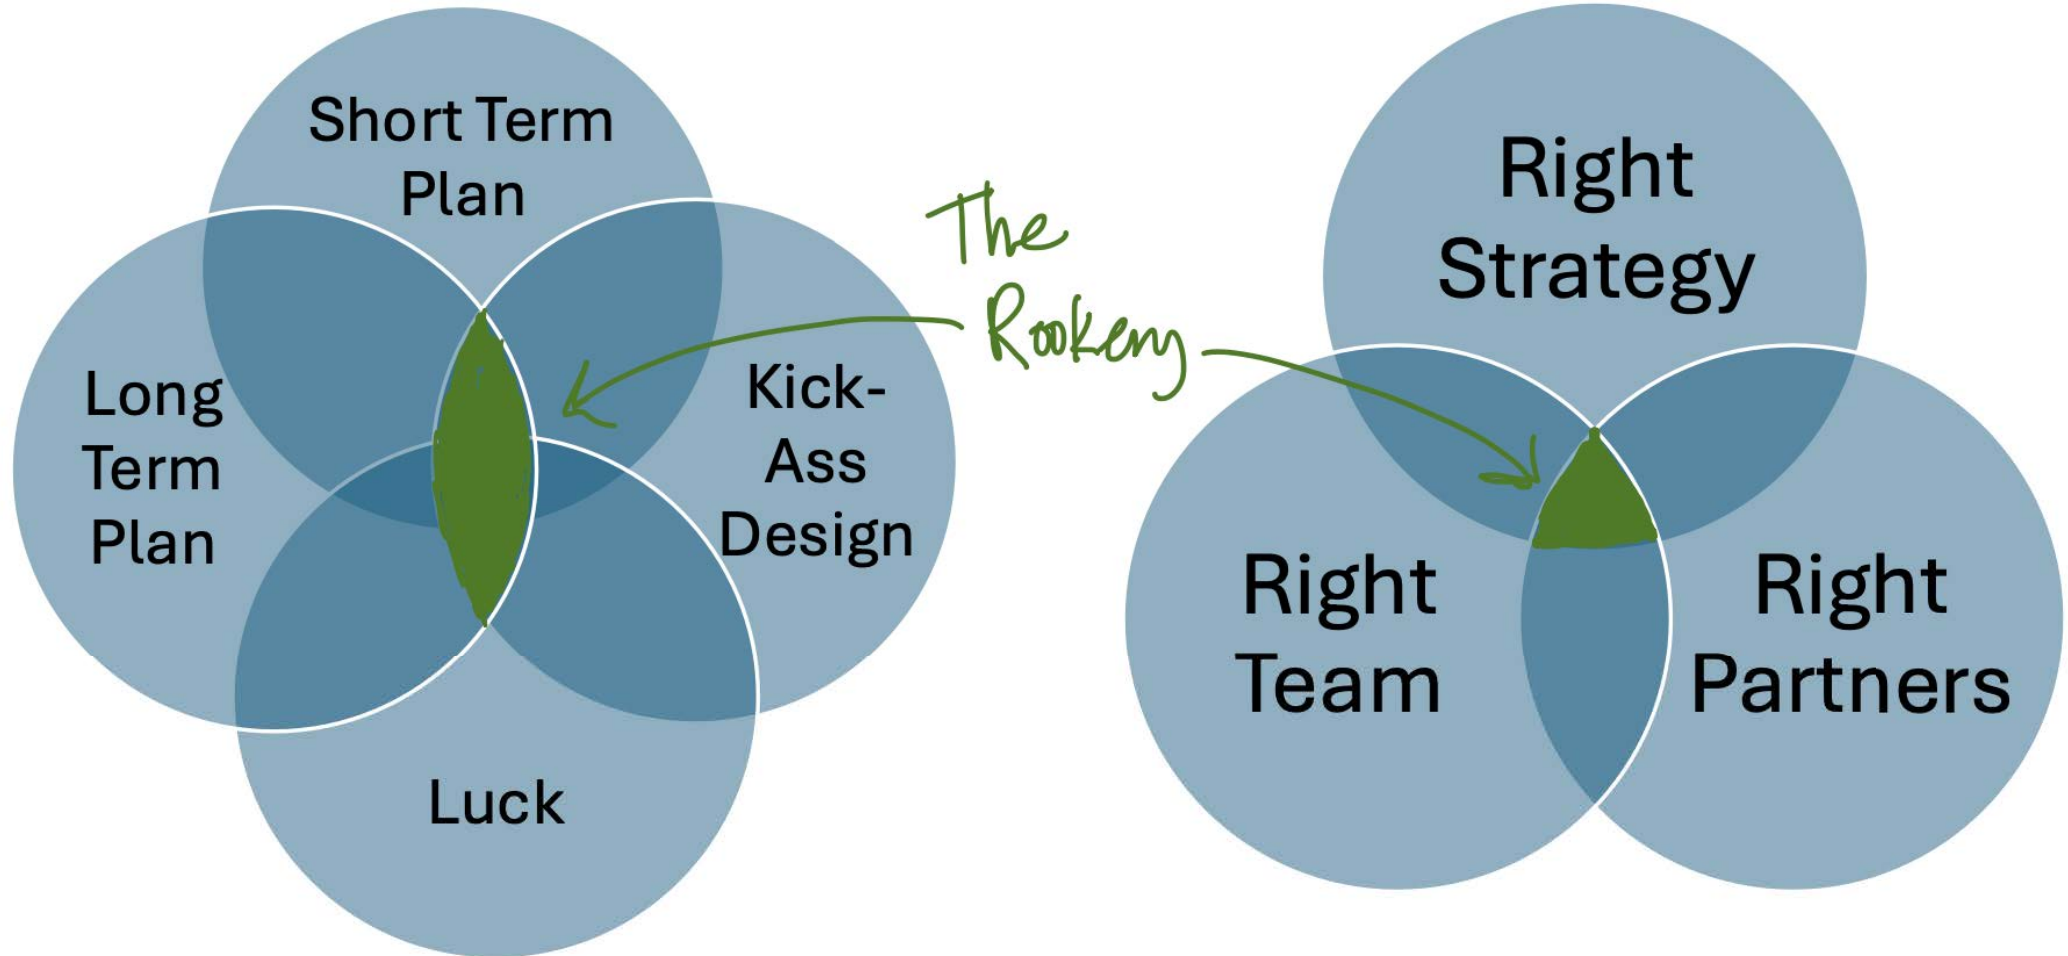 Short Term
Plan
Long
Term
Plan
Kick-
Ass
Design
Luck
The
Rookery
Right
Strategy
Right
Team
Right
Partners